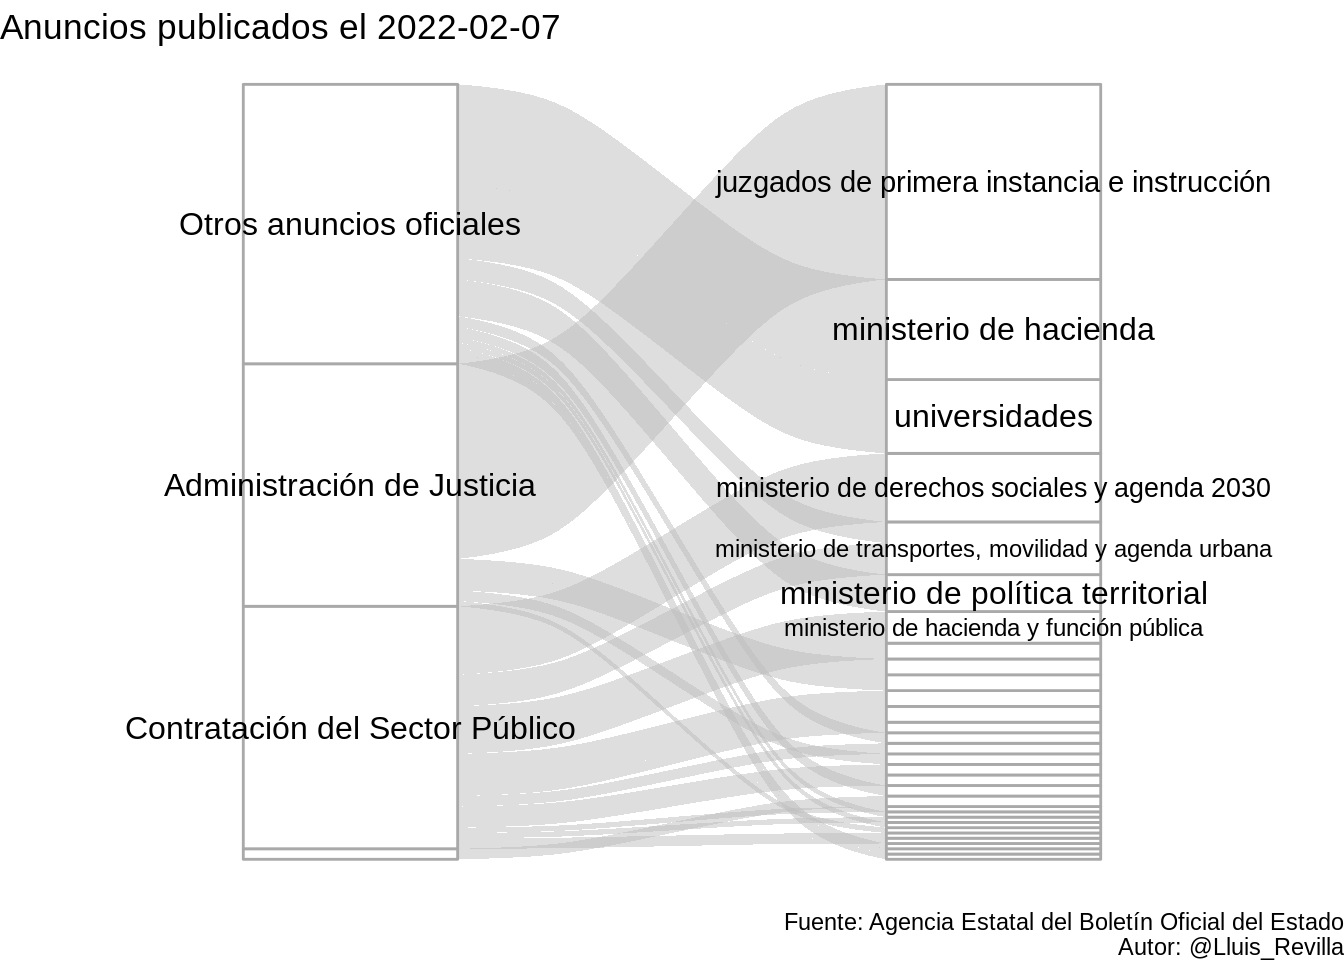 Anuncios publicados el 2022-02-07
Otros anuncios oficiales
Administración de Justicia
Contratación del Sector Público
juzgados de primera instancia e instrucción
ministerio de hacienda
universidades
ministerio de derechos sociales y agenda 2030
ministerio de transportes, movilidad y agenda urbana
ministerio de política territorial
ministerio de hacienda y función pública
Fuente: Agencia Estatal del Boletín Oficial del Estado
Autor: @Lluis_Revilla